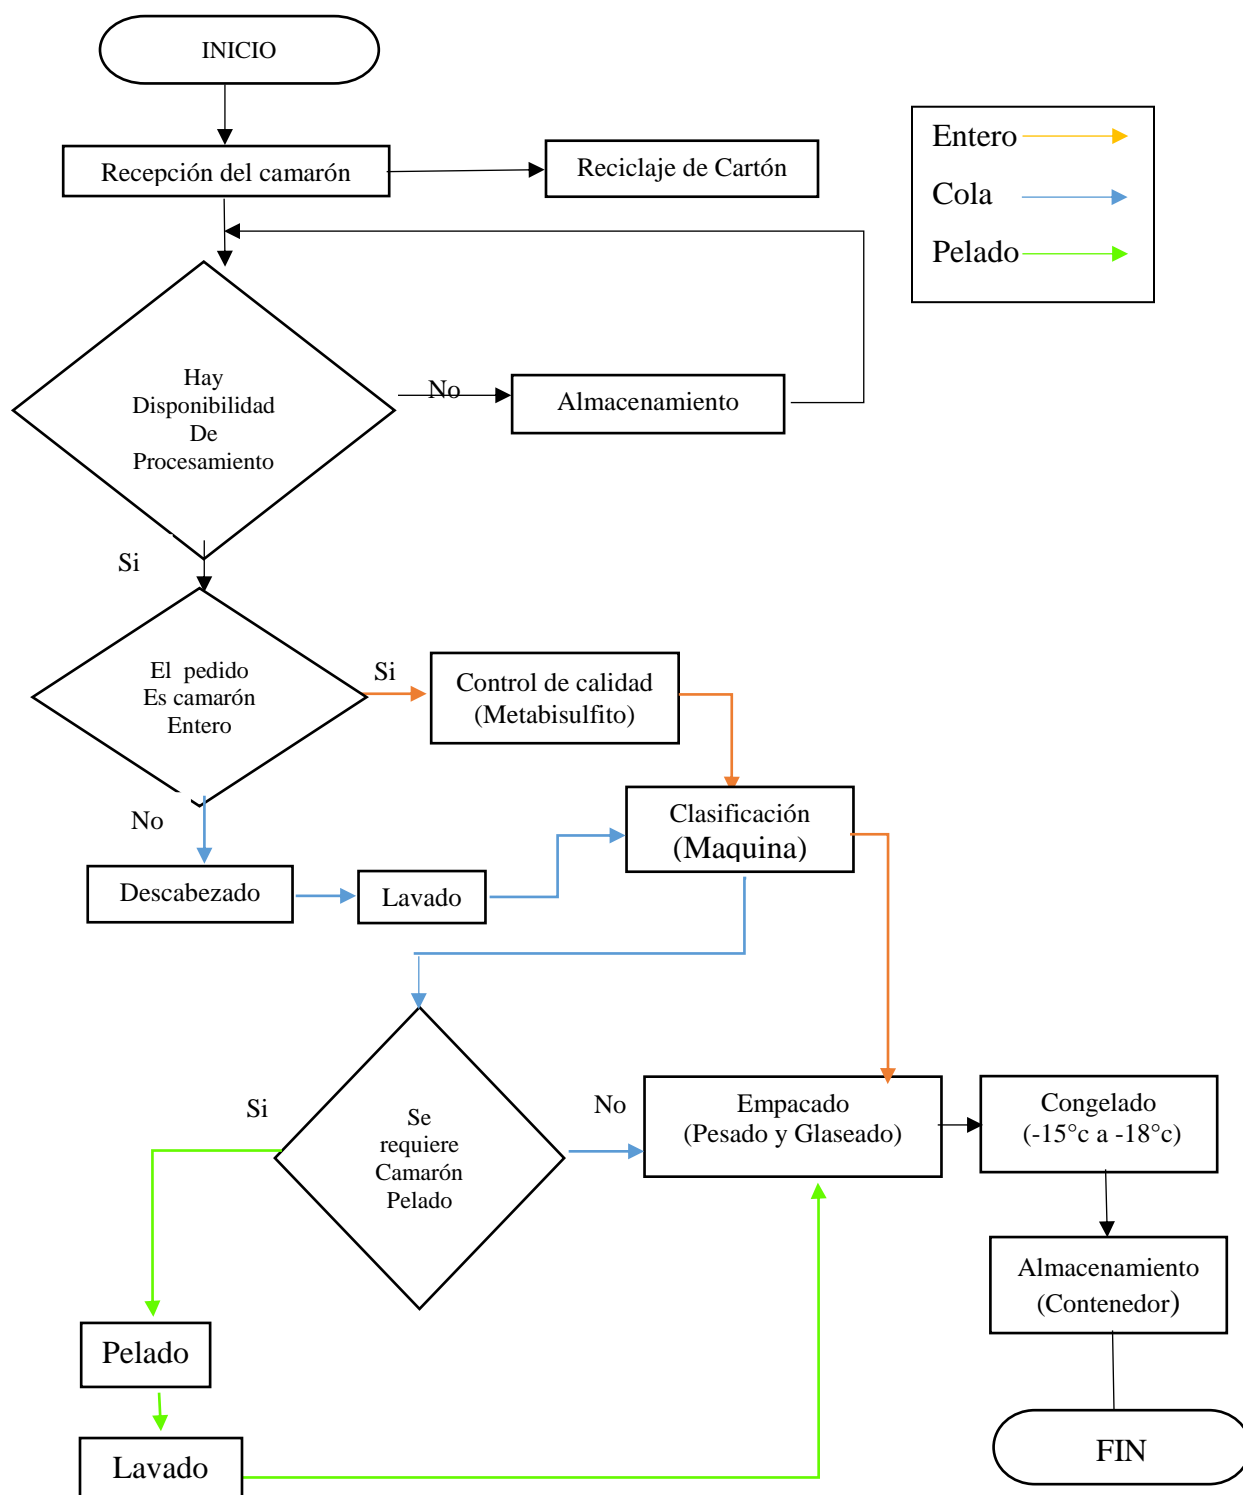 INICIO
Entero
Cola
Pelado
Recepción del camarón
Reciclaje de Cartón
Hay
Disponibilidad
De
Procesamiento
No
Almacenamiento
Si
El pedido
Es camarón
Entero
Si
Control de calidad
(Metabisulfito)
No
Clasificación
(Maquina)
Descabezado
Lavado
Se
requiere
Camarón
Pelado
Si
No
Empacado
(Pesado y Glaseado)
Congelado
(-15°c a -18°c)
Almacenamiento
(Contenedor)
Pelado
Lavado
FIN